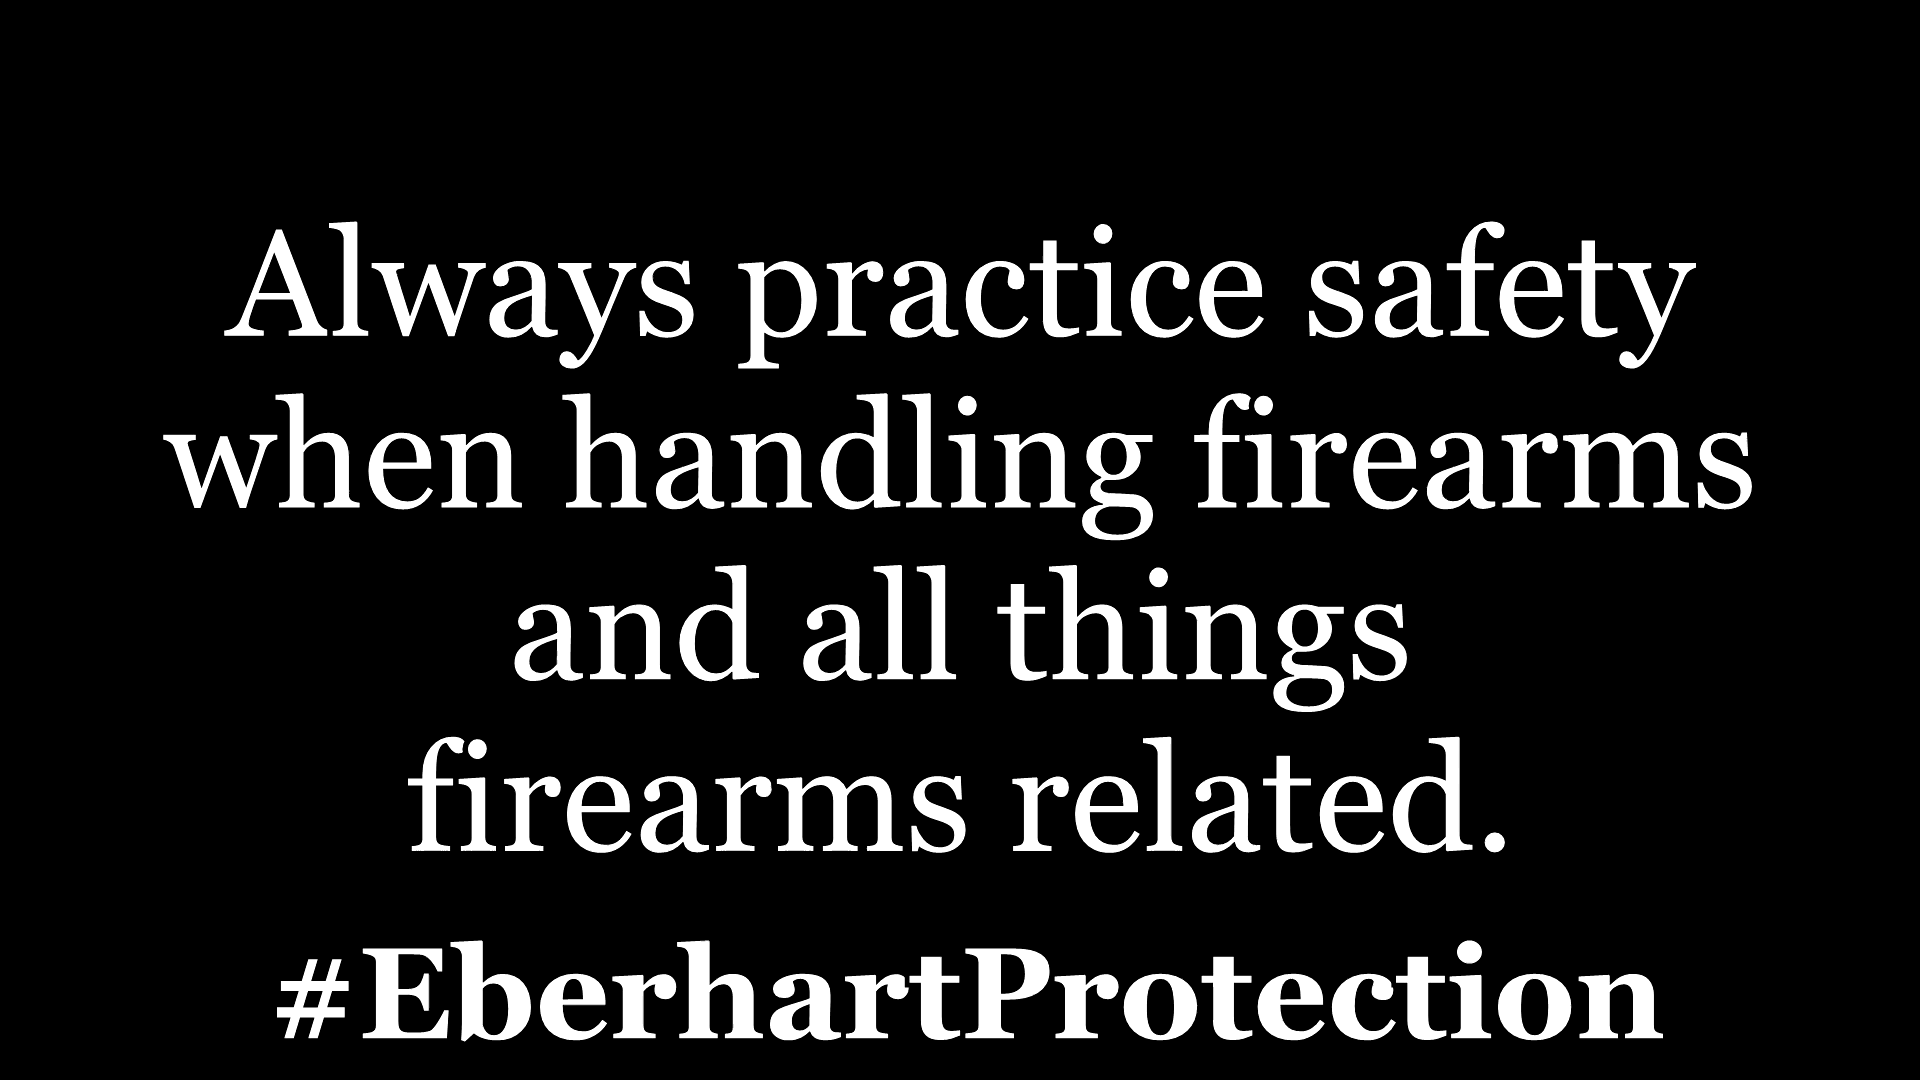 Always practice safety
when handling firearms
and all things
firearms related.
#EberhartProtection